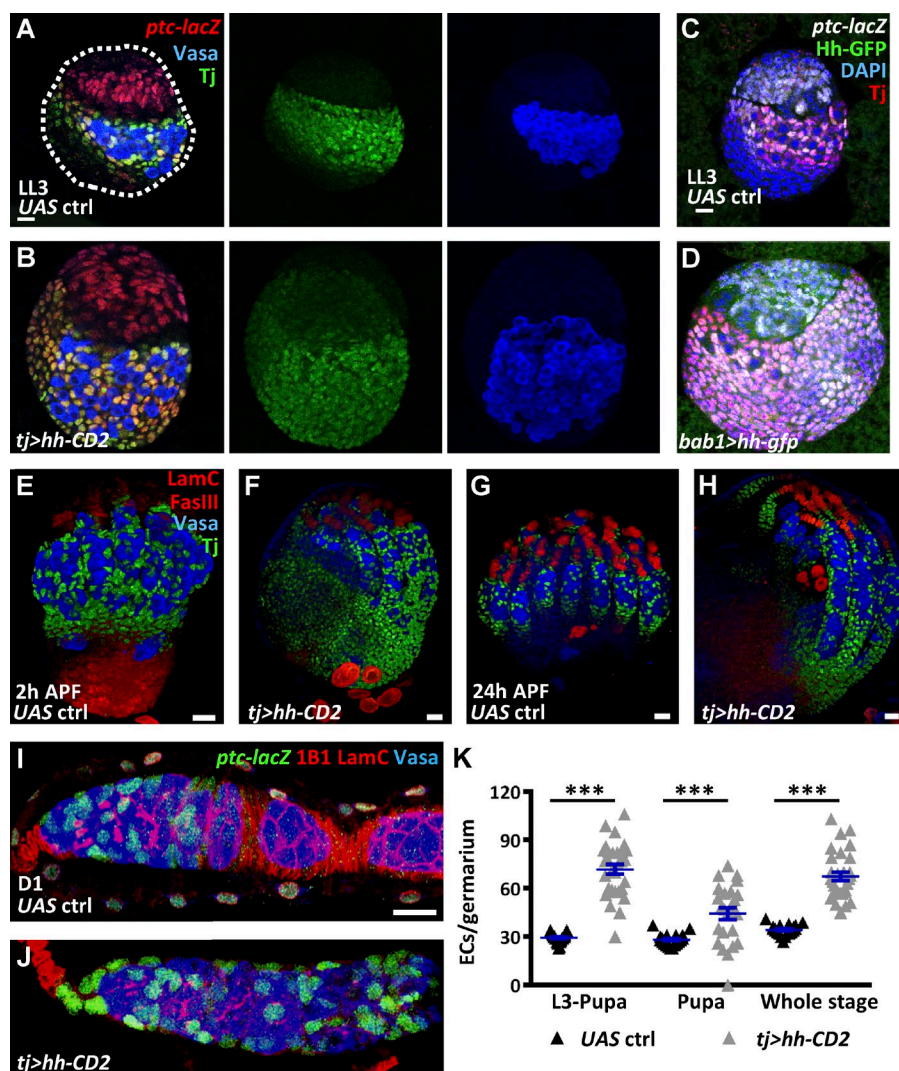 A
ptc-lacZ
Vasa
Tj
LL3
UAS ctrl
C
ptc-lacZ
Hh-GFP
DAPI
Tj
LL3
UAS ctrl
B
tj>hh-CD2
D
bab1>hh-gfp
E
LamC
FasIII
Vasa
Tj
2h APF
UAS ctrl
F
tj>hh-CD2
G
24h APF
UAS ctrl
H
tj>hh-CD2
I
ptc-lacZ 1B1 LamC Vasa
D1
UAS ctrl
J
tj>hh-CD2
K
ECs/germarium
120
90
60
30
0
*** *** ***
L3-Pupa Pupa Whole stage
▲ UAS ctrl ▲ tj>hh-CD2